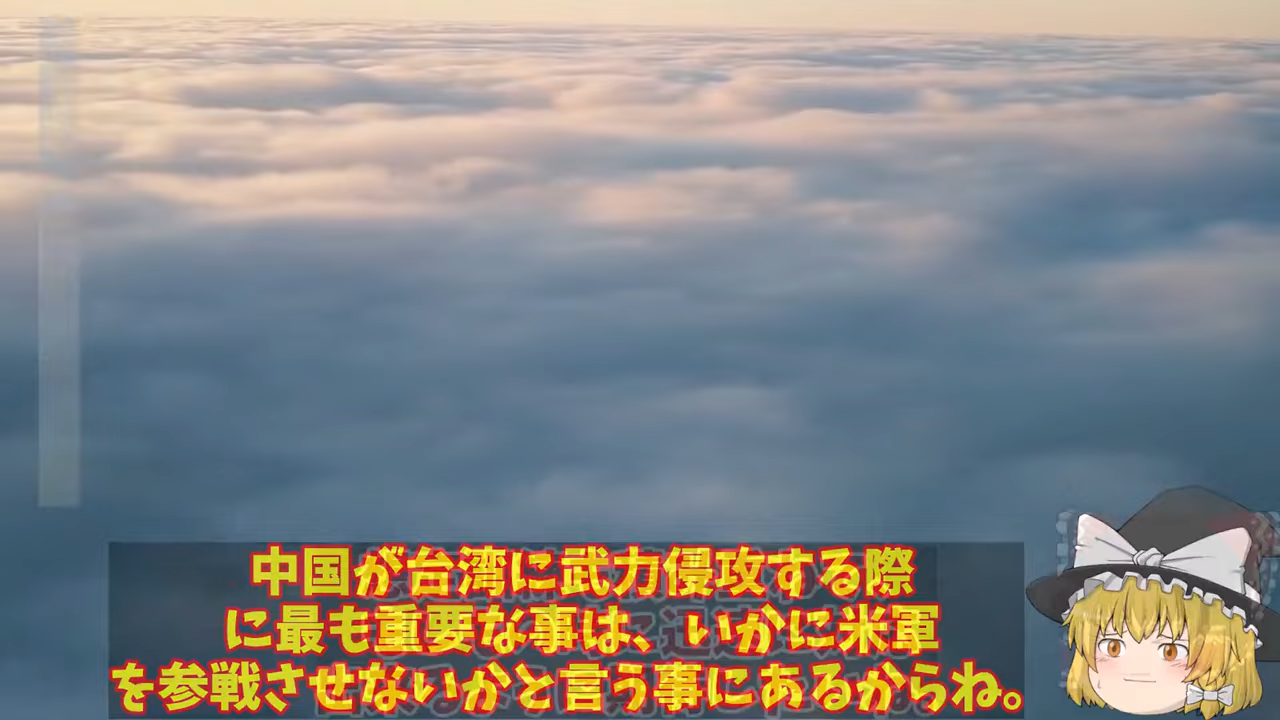 中国が台湾に武力侵攻する際
に最も重要な事は、いかに米軍
を参戦させないかと言う事にあるからね。